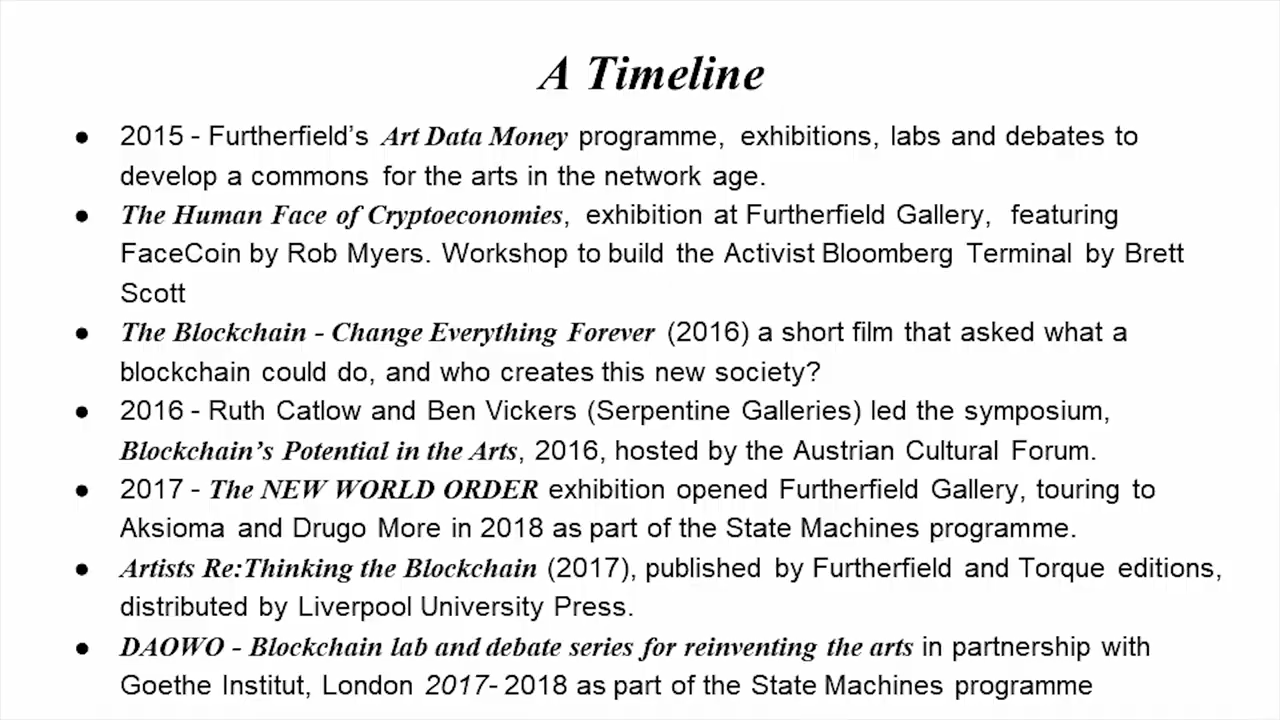 A Timeline
● 2015 - Furtherfield’s Art Data Money programme, exhibitions, labs and debates to
develop a commons for the arts in the network age.
● The Human Face of Cryptoeconomies, exhibition at Furtherfield Gallery, featuring
FaceCoin by Rob Myers. Workshop to build the Activist Bloomberg Terminal by Brett
Scott
● The Blockchain - Change Everything Forever (2016) a short film that asked what a
blockchain could do, and who creates this new society?
● 2016 - Ruth Catlow and Ben Vickers (Serpentine Galleries) led the symposium,
Blockchain’s Potential in the Arts, 2016, hosted by the Austrian Cultural Forum.
● 2017 - The NEW WORLD ORDER exhibition opened Furtherfield Gallery, touring to
Aksioma and Drugo More in 2018 as part of the State Machines programme.
● Artists Re:Thinking the Blockchain (2017), published by Furtherfield and Torque editions,
distributed by Liverpool University Press.
● DAOWO - Blockchain lab and debate series for reinventing the arts in partnership with
Goethe Institut, London 2017- 2018 as part of the State Machines programme